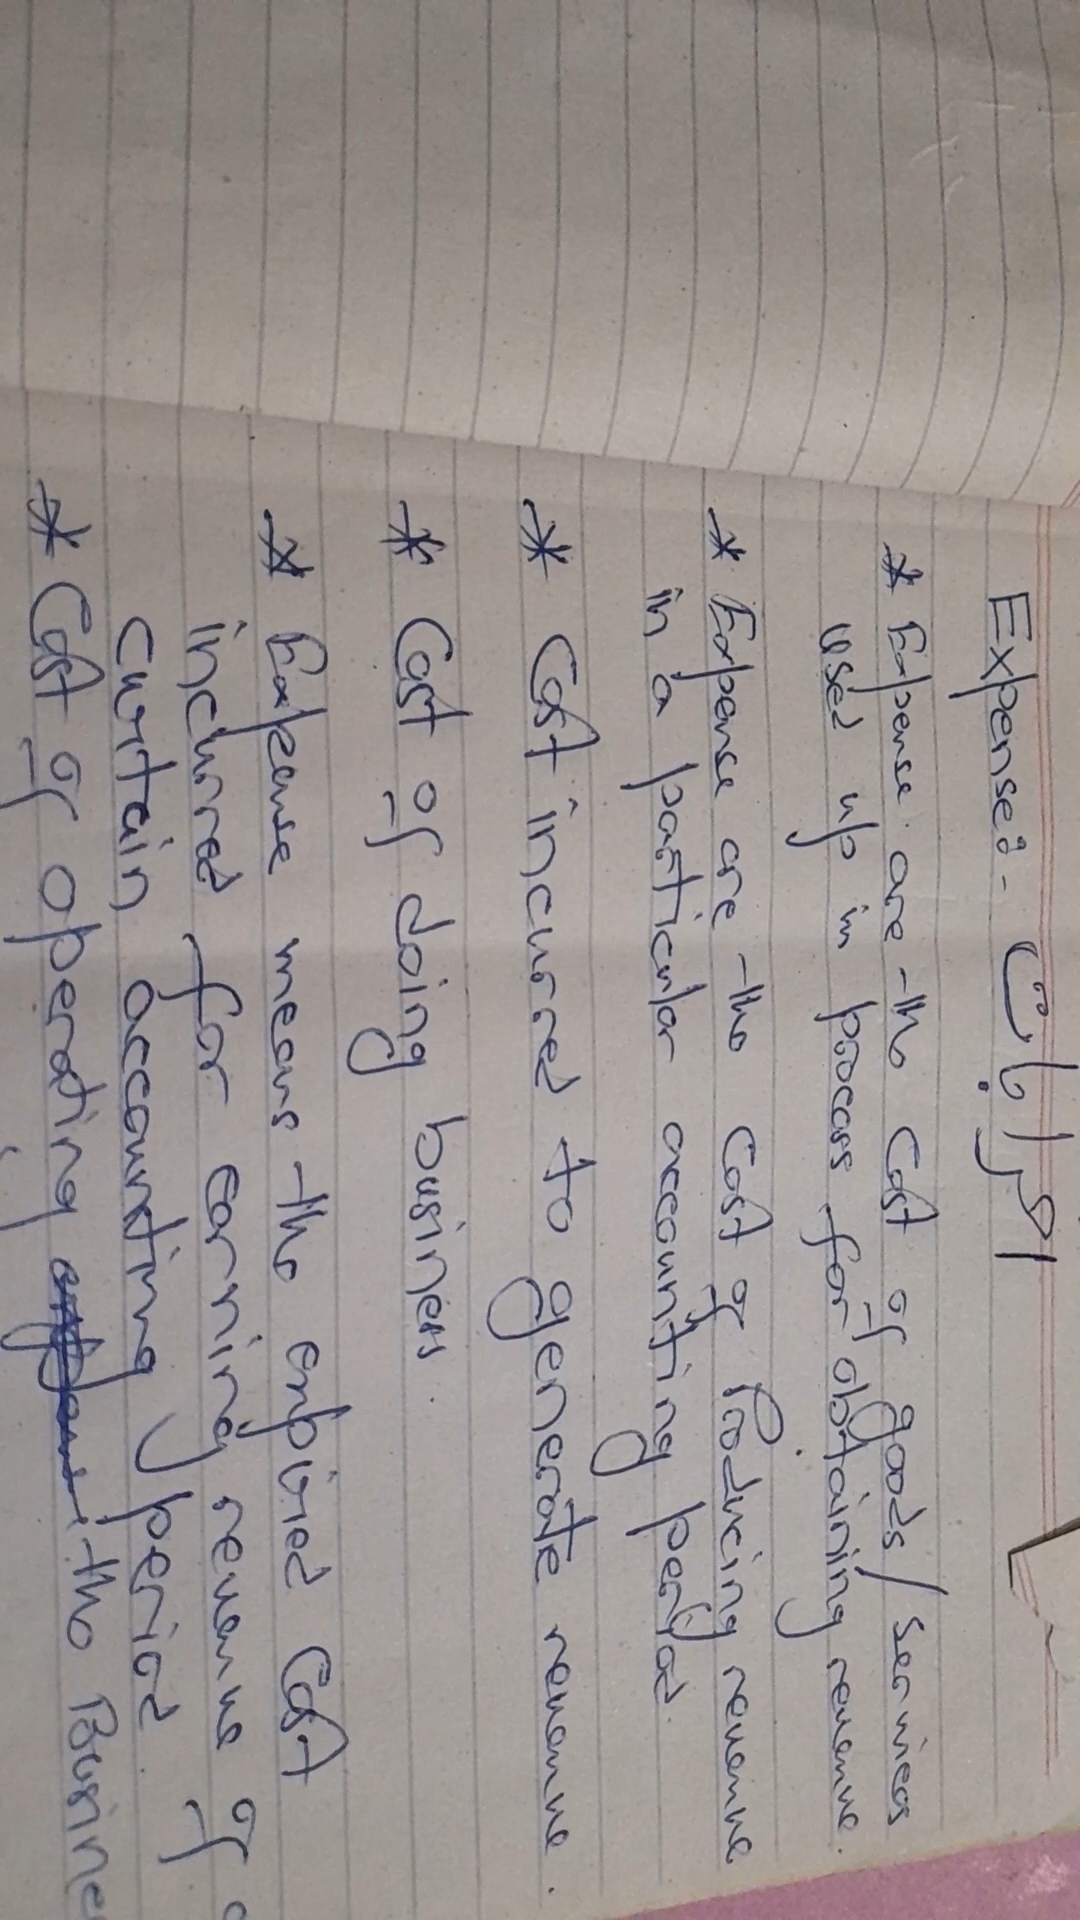 Expense:- اخراجات
* Expense are the Cost of goods/services
used up in process for obtaining revenue.
* Expense are the Cost of Producing revenue
in a particular accounting period.
* Cost incurred to generate revenue.
* Cost of doing business.
* Expense means the expired Cost
incurred for earning revenue of
curtain accounting period
* Cost of operating the Busine